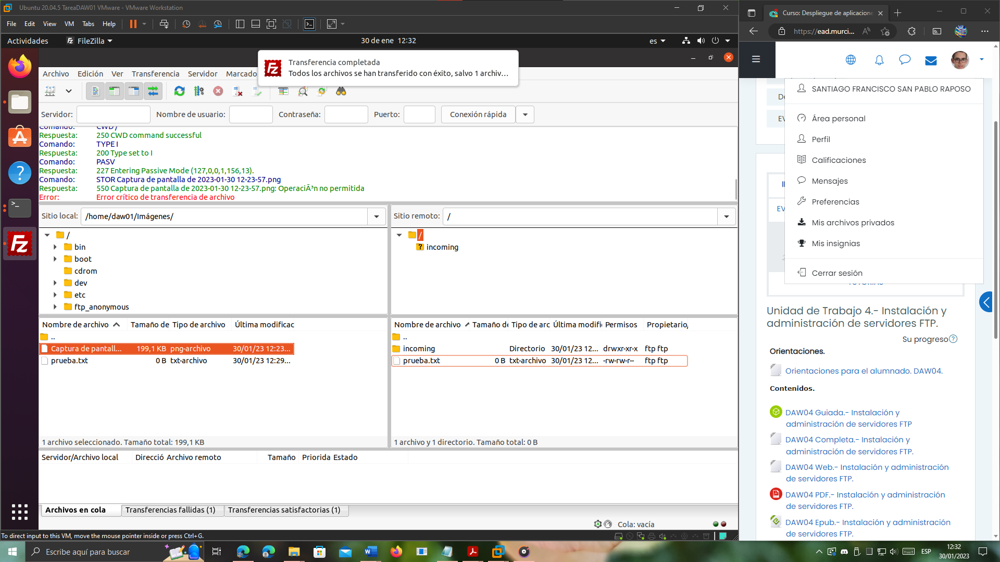 Ubuntu 20.04.5 TareaDAW01 VMware - VMware Workstation
File Edit View VM Tabs Help
Actividades FileZilla 30 de ene 12:32 es
Transferencia completada
Todos los archivos se han transferido con éxito, salvo 1 archiv…
Archivo Edición Ver Transferencia Servidor Marcado
Servidor: Nombre de usuario: Contraseña: Puerto: Conexión rápida
Comando: CWD /
Respuesta: 250 CWD command successful
Comando: TYPE I
Respuesta: 200 Type set to I
Comando: PASV
Respuesta: 227 Entering Passive Mode (127,0,0,1,156,13).
Comando: STOR Captura de pantalla de 2023-01-30 12-23-57.png
Respuesta: 550 Captura de pantalla de 2023-01-30 12-23-57.png: OperaciÃ³n no permitida
Error: Error crítico de transferencia de archivo
Sitio local: /home/daw01/Imágenes/
/
bin
boot
cdrom
dev
etc
ftp_anonymous
Sitio remoto: /
/
incoming
Nombre de archivo Tamaño de Tipo de archivo Última modificac
..
Captura de pantall... 199,1 KB png-archivo 30/01/23 12:23...
prueba.txt 0 B txt-archivo 30/01/23 12:29...
1 archivo seleccionado. Tamaño total: 199,1 KB
Nombre de archivo Tamaño de Tipo de arc Última modifi Permisos Propietario/
..
incoming Directorio 30/01/23 12... drwxr-xr-x ftp ftp
prueba.txt 0 B txt-archivo 30/01/23 12... -rw-rw-r-- ftp ftp
1 archivo y 1 directorio. Tamaño total: 0 B
Servidor/Archivo local Direcció Archivo remoto Tamaño Priorida Estado
Archivos en cola Transferencias fallidas (1) Transferencias satisfactorias (1)
Cola: vacía
To direct input to this VM, move the mouse pointer inside or press Ctrl+G.
Curso: Despliegue de aplicacione
https://ead.murci...
SANTIAGO FRANCISCO SAN PABLO RAPOSO
Área personal
Perfil
Calificaciones
Mensajes
Preferencias
Mis archivos privados
Mis insignias
Cerrar sesión
Unidad de Trabajo 4.- Instalación y
administración de servidores FTP.
Su progreso
Orientaciones.
Orientaciones para el alumnado. DAW04.
Contenidos.
DAW04 Guiada.- Instalación y
administración de servidores FTP
DAW04 Completa.- Instalación y
administración de servidores FTP.
DAW04 Web.- Instalación y administración
de servidores FTP.
DAW04 PDF.- Instalación y administración
de servidores FTP.
DAW04 Epub.- Instalación y administración
de servidores FTP.
Escribe aquí para buscar
ESP
12:32
30/01/2023